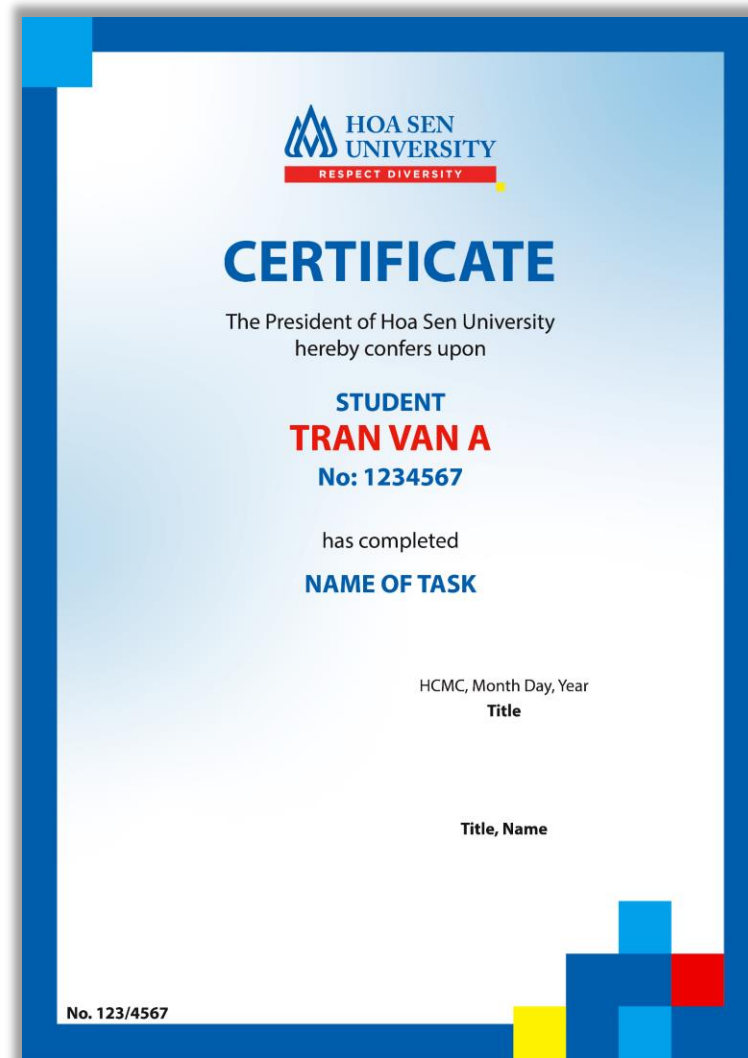 HOA SEN
UNIVERSITY
RESPECT DIVERSITY
CERTIFICATE
The President of Hoa Sen University
hereby confers upon
STUDENT
TRAN VAN A
No: 1234567
has completed
NAME OF TASK
HCMC, Month Day, Year
Title
Title, Name
No. 123/4567